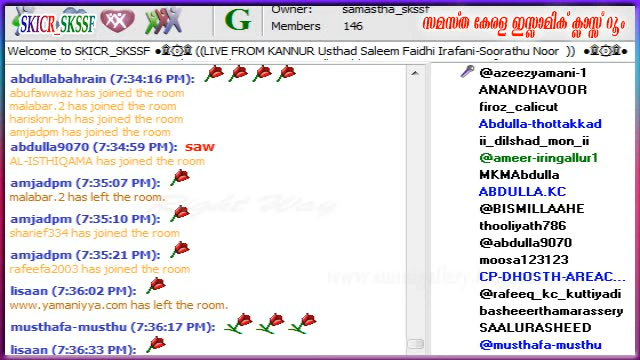 SKICR_SKSSF
G
Owner: samastha_skssf
Members 146
സമസ്ത കേരള ഇസ്ലാമിക് ക്ലാസ്സ് റൂം
Welcome to SKICR_SKSSF ●۩۞۩ ((LIVE FROM KANNUR Usthad Saleem Faidhi Irafani-Soorathu Noor )) ●۩۞۩●
abdullabahrain (7:34:16 PM):
abufawwaz has joined the room
malabar.2 has joined the room
harisknr-bh has joined the room
amjadpm has joined the room
abdulla9070 (7:34:59 PM): saw
AL-ISTHIQAMA has joined the room
amjadpm (7:35:07 PM):
malabar.2 has left the room.
amjadpm (7:35:10 PM):
sharief334 has joined the room
amjadpm (7:35:21 PM):
rafeefa2003 has joined the room
lisaan (7:36:02 PM):
www.yamaniyya.com has left the room.
musthafa-musthu (7:36:17 PM):
lisaan (7:36:33 PM):
Right Way
@azeezyamani-1
ANANDHAVOOR
firoz_calicut
Abdulla-thottakkad
ii_dilshad_mon_ii
@ameer-iringallur1
MKMAbdulla
ABDULLA.KC
@BISMILLAAHE
thooliyath786
@abdulla9070
moosa123123
CP-DHOSTH-AREAC...
@rafeeq_kc_kuttiyadi
basheeerthamarassery
SAALURASHEED
@musthafa-musthu